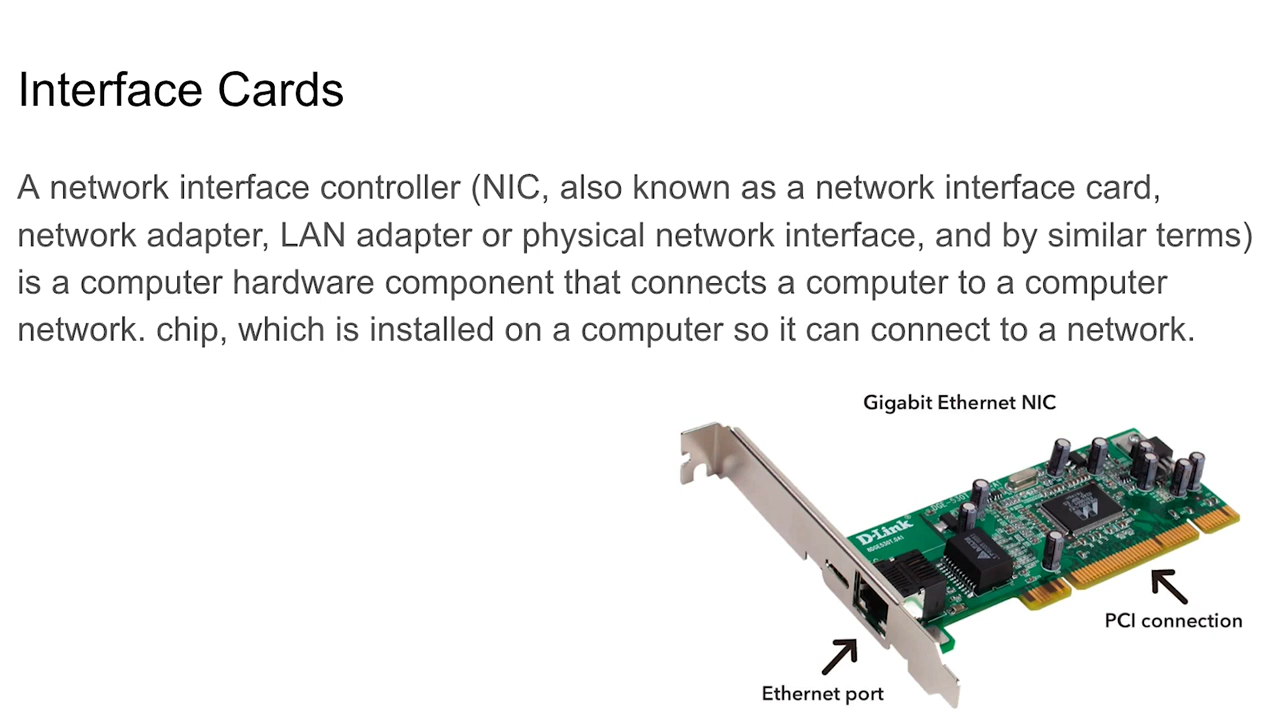 Interface Cards
A network interface controller (NIC, also known as a network interface card,
network adapter, LAN adapter or physical network interface, and by similar terms)
is a computer hardware component that connects a computer to a computer
network. chip, which is installed on a computer so it can connect to a network.
Gigabit Ethernet NIC
D-Link
PCI connection
Ethernet port